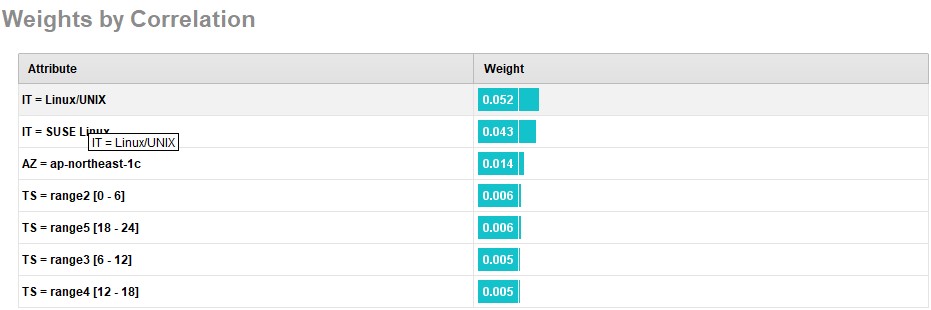 Weights by Correlation
Attribute Weight
IT = Linux/UNIX 0.052
IT = SUSE Linux 0.043
IT = Linux/UNIX
AZ = ap-northeast-1c 0.014
TS = range2 [0 - 6] 0.006
TS = range5 [18 - 24] 0.006
TS = range3 [6 - 12] 0.005
TS = range4 [12 - 18] 0.005